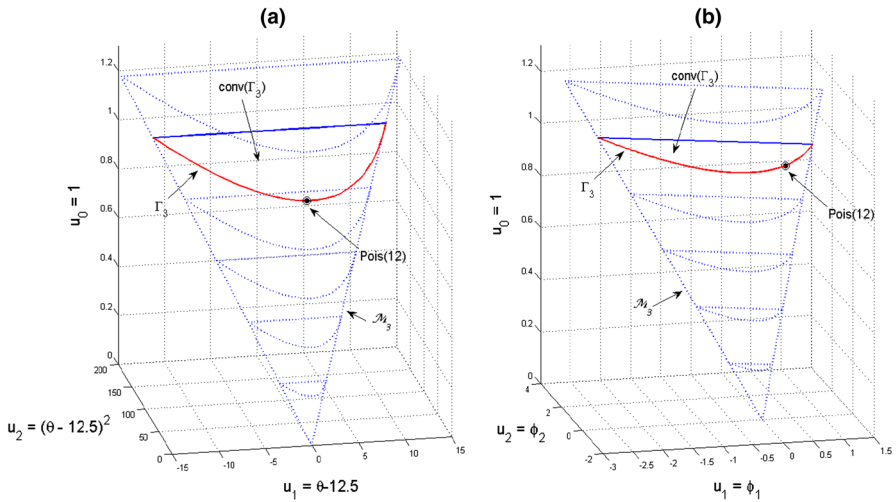 (a)
1.2
1
0.8
0.6
0.4
0.2
0
200
150
100
50
0
-15
-10
-5
0
5
10
15
u₀ = 1
u₂ = (θ - 12.5)²
u₁ = θ-12.5
conv(Γ₃)
Γ₃
Pois(12)
ℳ₃
(b)
1.2
1
0.8
0.6
0.4
0.2
0
4
2
0
-2
-3
-2.5
-2
-1.5
-1
-0.5
0
0.5
1
1.5
u₀ = 1
u₂ = ϕ₂
u₁ = ϕ₁
conv(Γ₃)
Γ₃
Pois(12)
ℳ₃